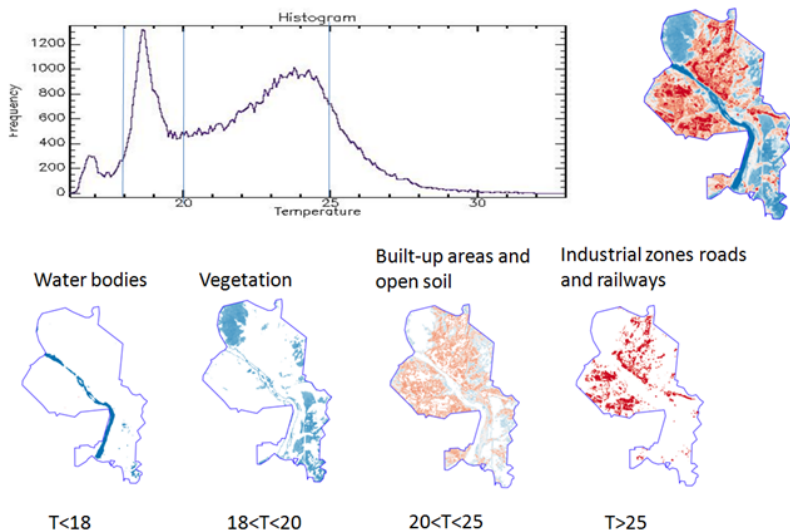 Histogram
1200
1000
800
600
400
200
0
Frequency
20
25
30
Temperature
Water bodies
Vegetation
Built-up areas and
open soil
Industrial zones roads
and railways
T<18
18<T<20
20<T<25
T>25